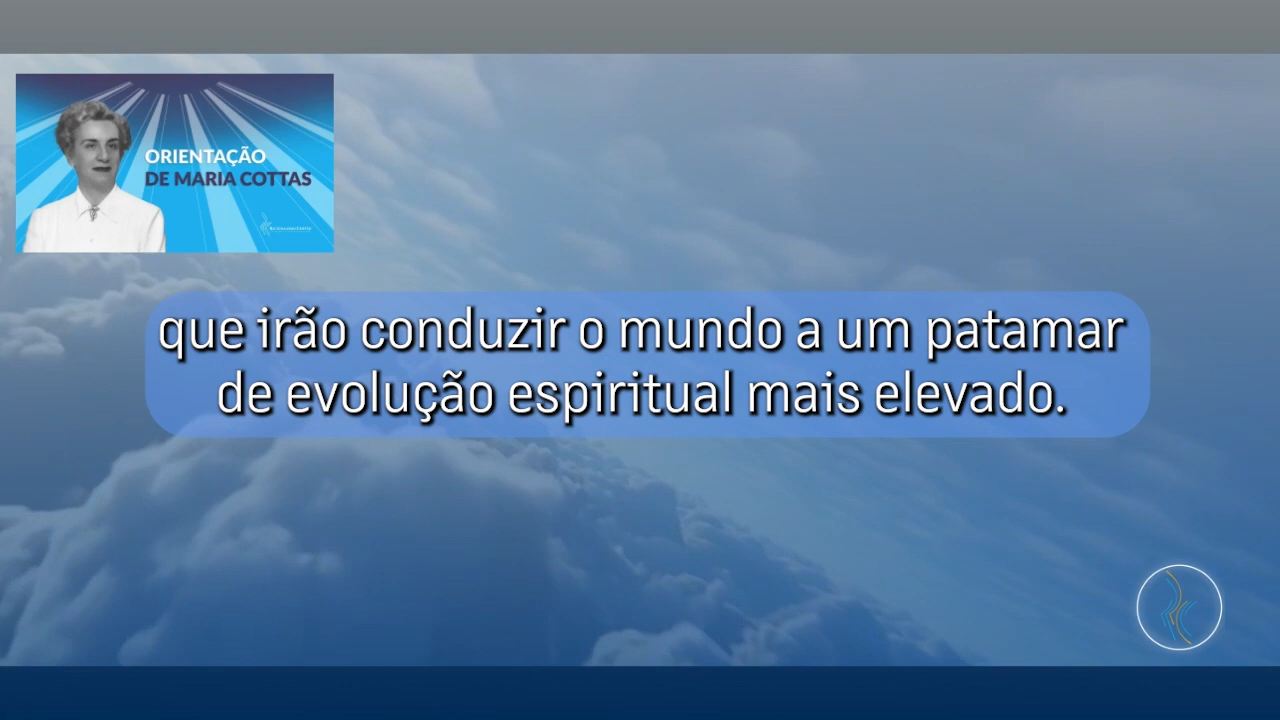 ORIENTAÇÃO
DE MARIA COTTAS
que irão conduzir o mundo a um patamar
de evolução espiritual mais elevado.